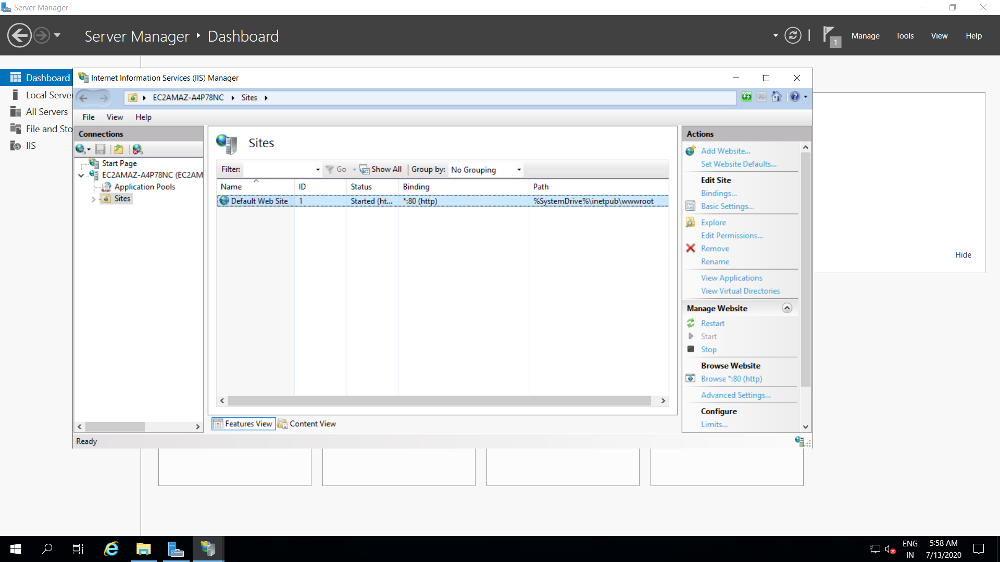 Server Manager
Server Manager ‣ Dashboard
1
Manage
Tools
View
Help
Dashboard
Local Server
All Servers
File and Sto
IIS
Internet Information Services (IIS) Manager
EC2AMAZ-A4P78NC
Sites
File
View
Help
Connections
Start Page
EC2AMAZ-A4P78NC (EC2AM
Application Pools
Sites
Sites
Filter:
Go
Show All
Group by:
No Grouping
Name ID Status Binding Path
Default Web Site 1 Started (ht... *:80 (http) %SystemDrive%\inetpub\wwwroot
Features View
Content View
Ready
Actions
Add Website...
Set Website Defaults...
Edit Site
Bindings...
Basic Settings...
Explore
Edit Permissions...
Remove
Rename
View Applications
View Virtual Directories
Manage Website
Restart
Start
Stop
Browse Website
Browse *:80 (http)
Advanced Settings...
Configure
Limits...
Hide
ENG
IN
5:58 AM
7/13/2020